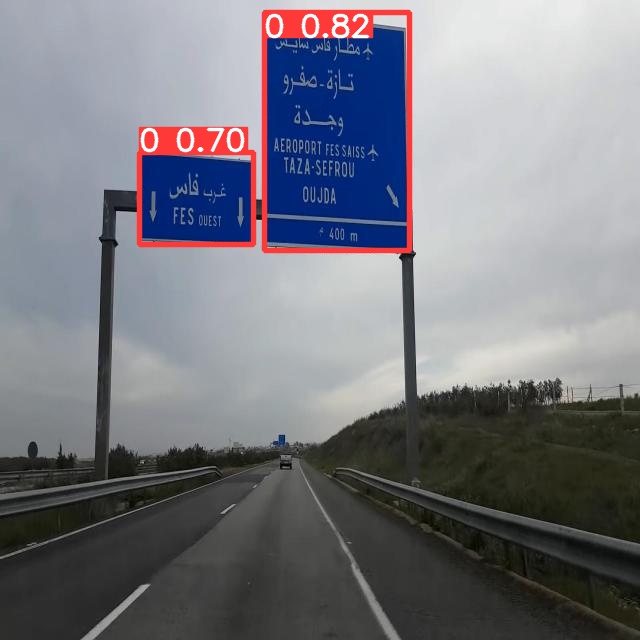 0 0.82
مطار فاس سايس
تازة - صفرو
وجدة
AEROPORT FES SAISS
TAZA-SEFROU
OUJDA
400 m
0 0.70
غرب فاس
FES OUEST